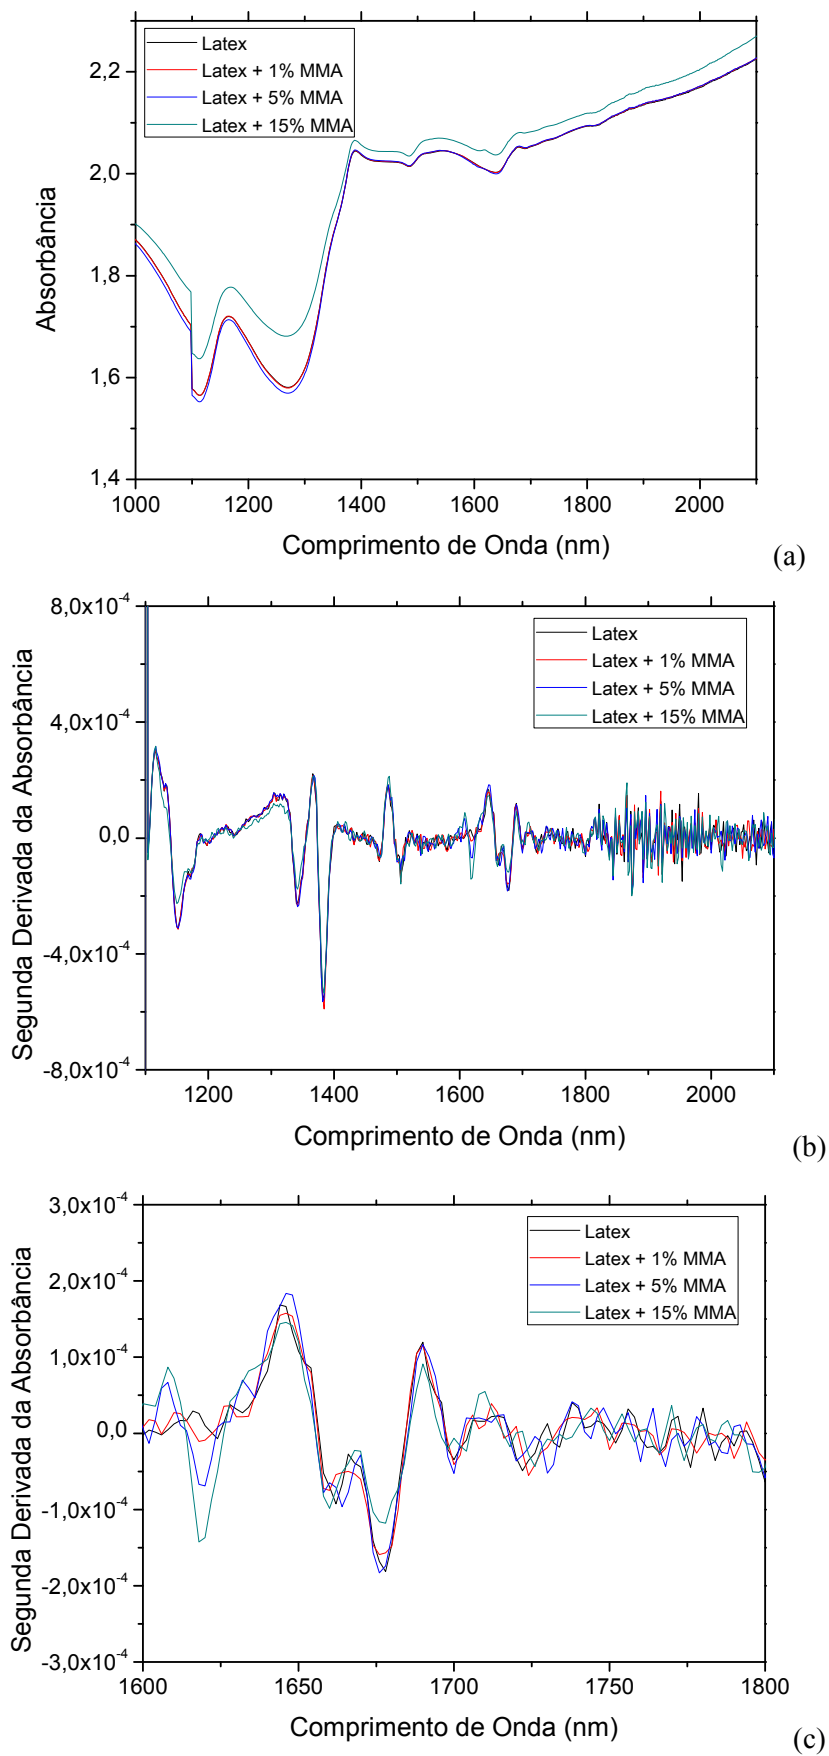 Latex
Latex + 1% MMA
Latex + 5% MMA
Latex + 15% MMA
2,2
2,0
1,8
1,6
1,4
Absorbância
1000 1200 1400 1600 1800 2000
Comprimento de Onda (nm)
(a)
8,0x10-4
4,0x10-4
0,0
-4,0x10-4
-8,0x10-4
Segunda Derivada da Absorbância
Latex
Latex + 1% MMA
Latex + 5% MMA
Latex + 15% MMA
1200 1400 1600 1800 2000
Comprimento de Onda (nm)
(b)
3,0x10-4
2,0x10-4
1,0x10-4
0,0
-1,0x10-4
-2,0x10-4
-3,0x10-4
Segunda Derivada da Absorbância
Latex
Latex + 1% MMA
Latex + 5% MMA
Latex + 15% MMA
1600 1650 1700 1750 1800
Comprimento de Onda (nm)
(c)